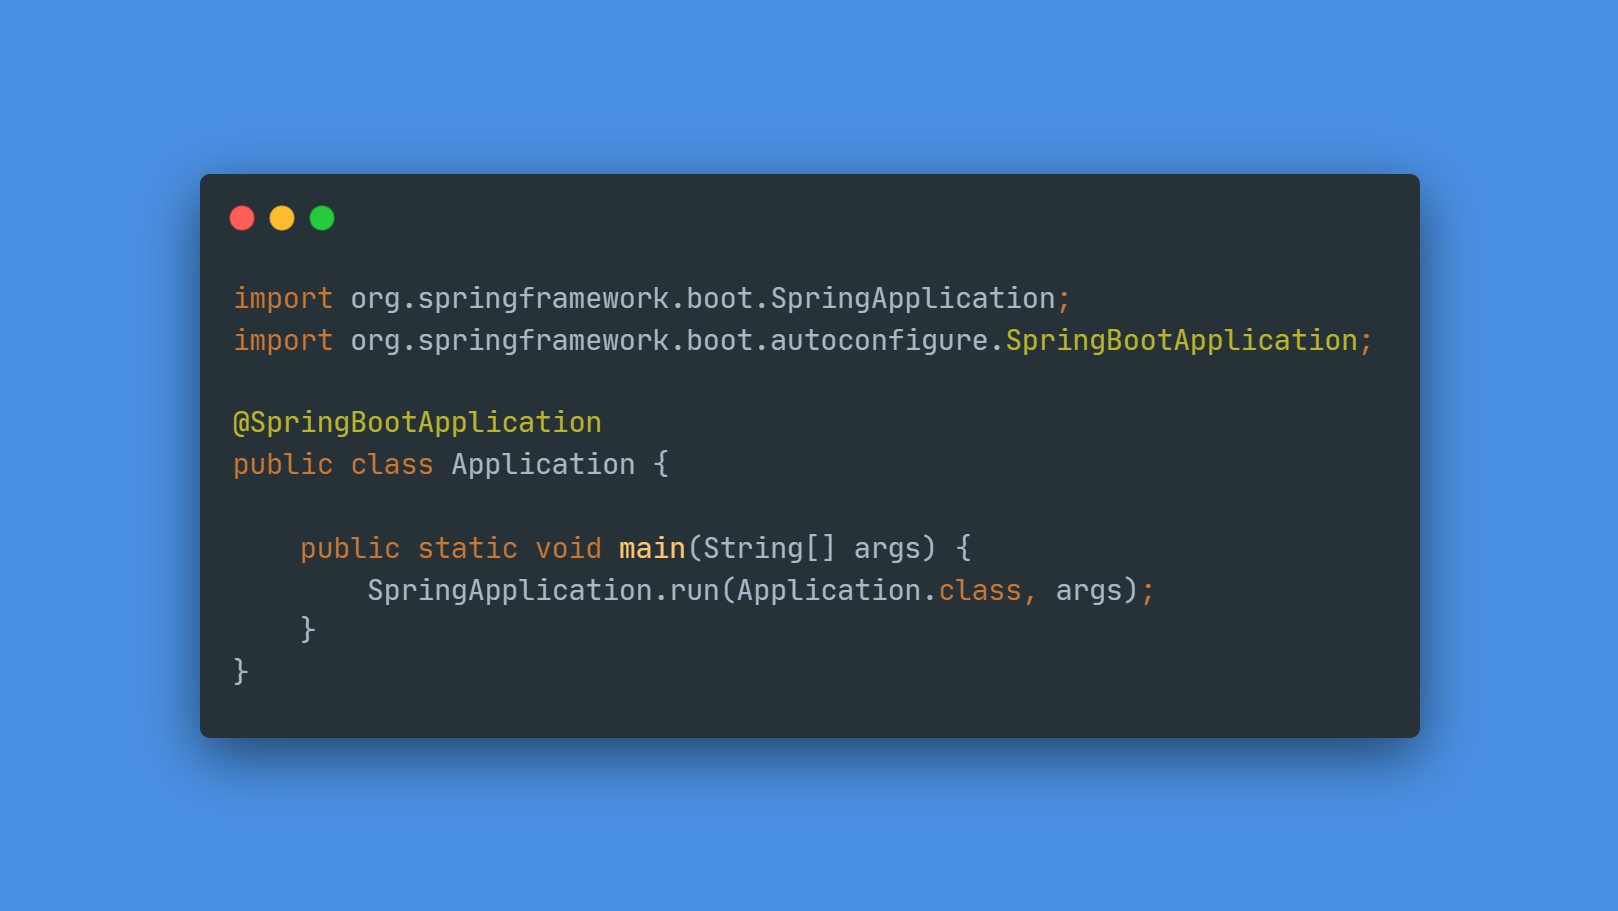 import org.springframework.boot.SpringApplication;
import org.springframework.boot.autoconfigure.SpringBootApplication;

@SpringBootApplication
public class Application {

    public static void main(String[] args) {
        SpringApplication.run(Application.class, args);
    }
}